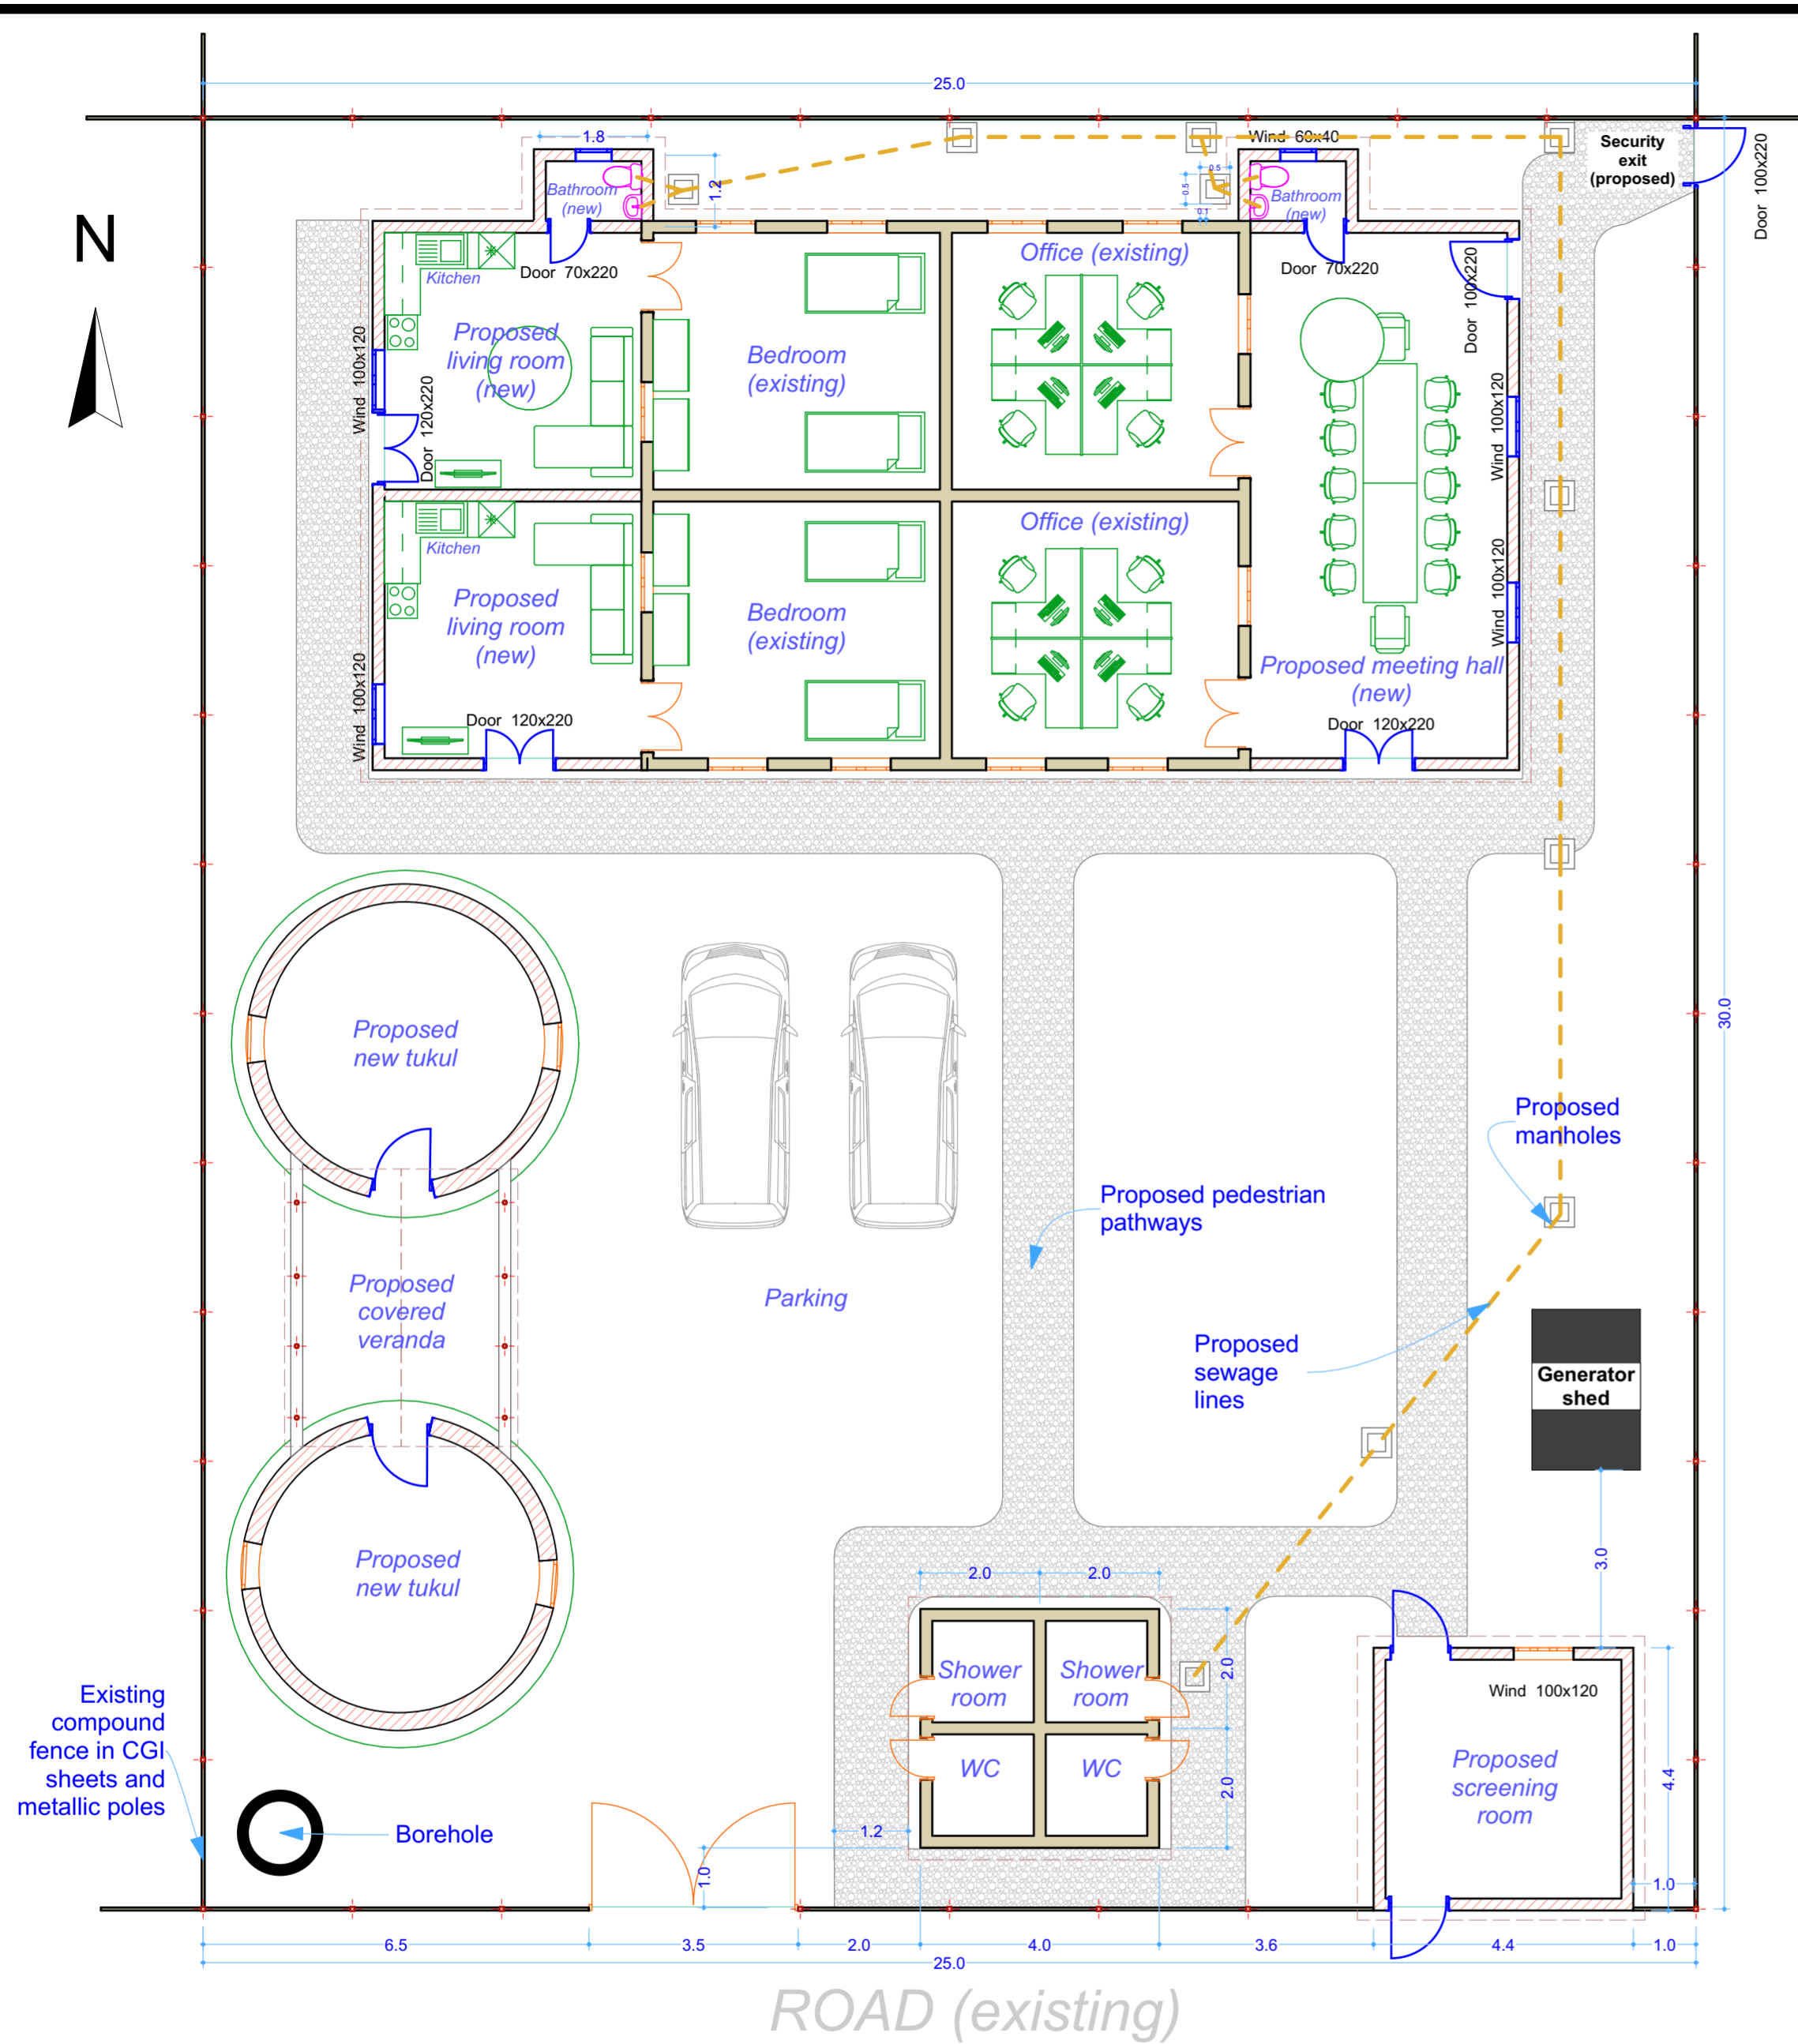 25.0
1.8
Wind 60x40
Security
exit
(proposed)
Door 100x220
1.2
0.5
0.5
Bathroom
(new)
Bathroom
(new)
N
Kitchen
Door 70x220
Office (existing)
Door 70x220
Door 100x220
Wind 100x120
Proposed
living room
(new)
Door 120x220
Bedroom
(existing)
Wind 100x120
Kitchen
Office (existing)
Proposed
living room
(new)
Bedroom
(existing)
Wind 100x120
Proposed meeting hall
(new)
Wind 100x120
Door 120x220
Door 120x220
Proposed
new tukul
30.0
Proposed
manholes
Proposed pedestrian
pathways
Proposed
covered
veranda
Parking
Proposed
sewage
lines
Generator
shed
Proposed
new tukul
2.0
2.0
3.0
Shower
room
Shower
room
2.0
Existing
compound
fence in CGI
sheets and
metallic poles
Wind 100x120
WC
WC
2.0
Proposed
screening
room
4.4
Borehole
1.2
1.0
1.0
6.5
3.5
2.0
4.0
3.6
4.4
1.0
25.0
ROAD (existing)